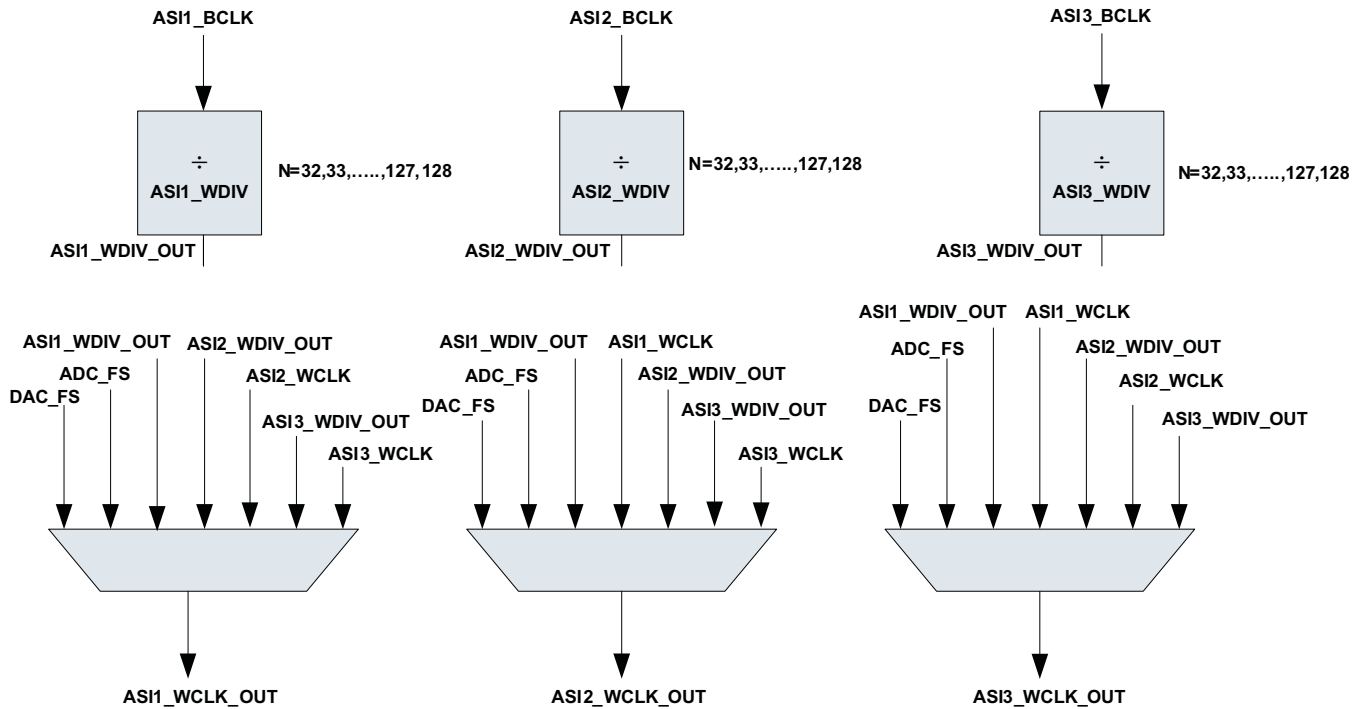 ASI1_BCLK
ASI2_BCLK
ASI3_BCLK
÷
ASI1_WDIV
N=32,33,.....,127,128
÷
ASI2_WDIV
N=32,33,.....,127,128
÷
ASI3_WDIV
N=32,33,.....,127,128
ASI1_WDIV_OUT
ASI2_WDIV_OUT
ASI3_WDIV_OUT
ASI1_WDIV_OUT
ASI2_WDIV_OUT
ADC_FS
ASI2_WCLK
DAC_FS
ASI3_WDIV_OUT
ASI3_WCLK
ASI1_WDIV_OUT
ASI1_WCLK
ADC_FS
ASI2_WDIV_OUT
DAC_FS
ASI3_WDIV_OUT
ASI3_WCLK
ASI1_WDIV_OUT
ASI1_WCLK
ADC_FS
ASI2_WDIV_OUT
ASI2_WCLK
DAC_FS
ASI3_WDIV_OUT
ASI1_WCLK_OUT
ASI2_WCLK_OUT
ASI3_WCLK_OUT